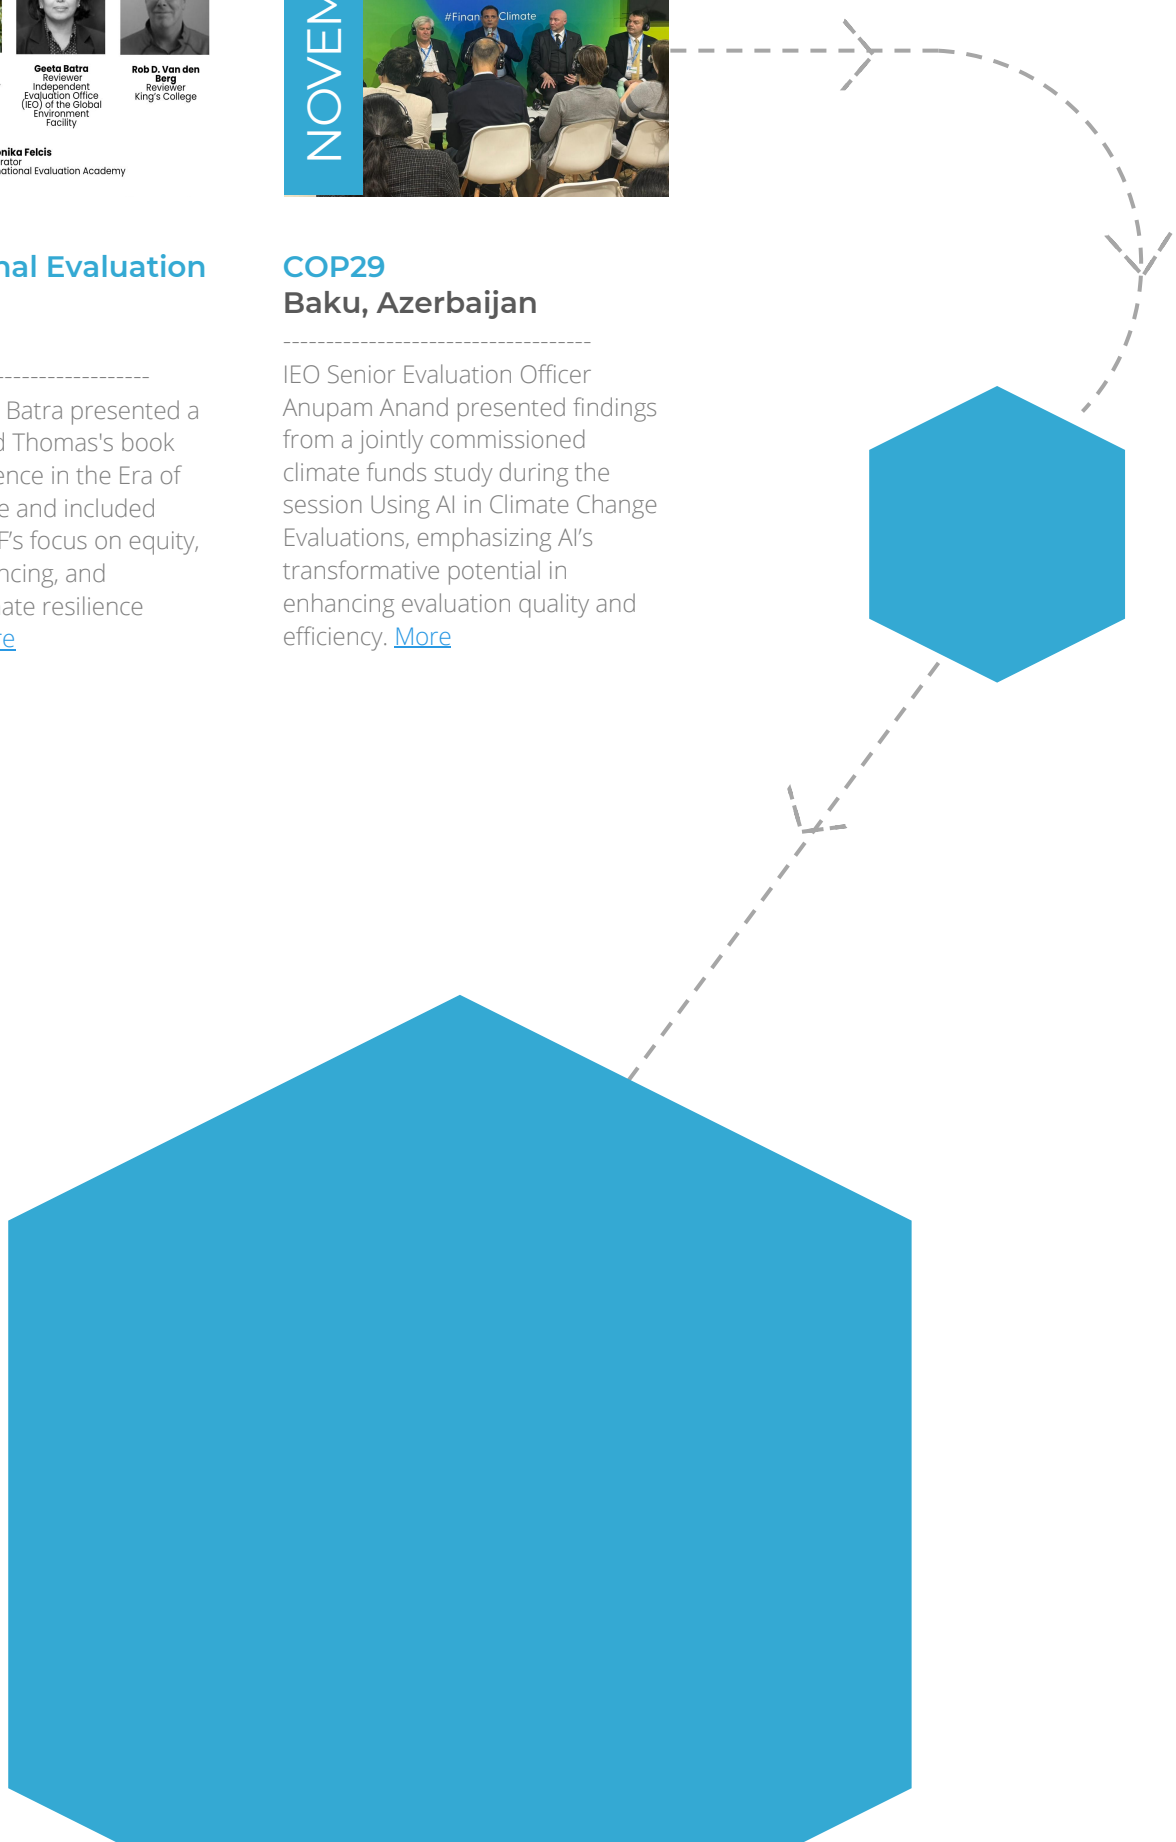 Geeta Batra
Reviewer
Independent
Evaluation Office
(IEO) of the Global
Environment
Facility
Rob D. Van den
Berg
Reviewer
King's College
nika Felcis
rator
national Evaluation Academy
nal Evaluation
Batra presented a
d Thomas's book
ence in the Era of
e and included
F's focus on equity,
ncing, and
ate resilience
re
NOVEM
#Finan Climate
COP29
Baku, Azerbaijan
------------------------------------
IEO Senior Evaluation Officer
Anupam Anand presented findings
from a jointly commissioned
climate funds study during the
session Using AI in Climate Change
Evaluations, emphasizing AI’s
transformative potential in
enhancing evaluation quality and
efficiency. More